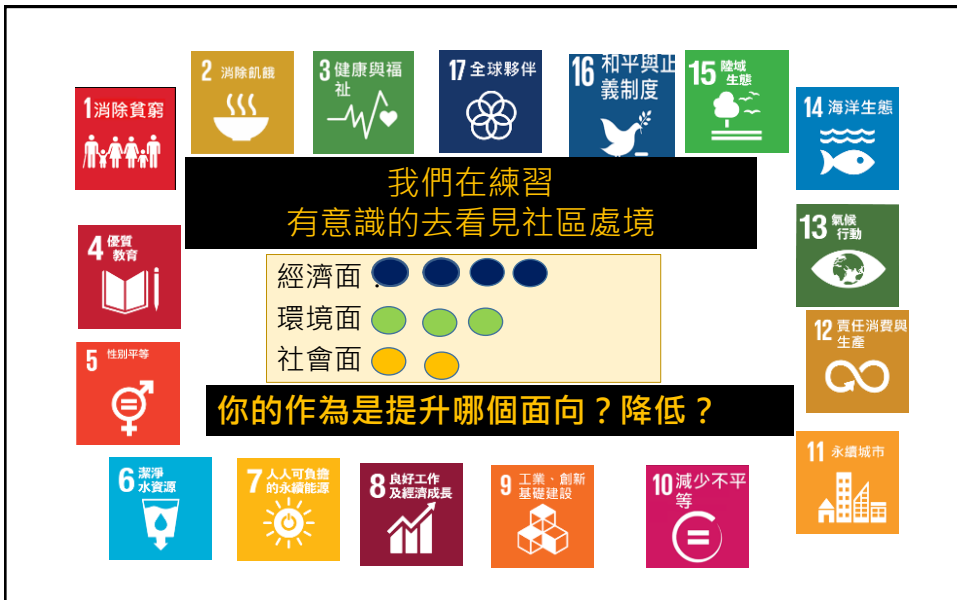 1 消除貧窮
2 消除飢餓
3 健康與福
祉
17 全球夥伴
16 和平與正
義制度
15 陸域
生態
14 海洋生態
我們在練習
有意識的去看見社區處境
4 優質
教育
13 氣候
行動
經濟面:
環境面
社會面
5 性別平等
12 責任消費與
生產
你的作為是提升哪個面向？降低？
6 潔淨
水資源
7 人人可負擔
的永續能源
8 良好工作
及經濟成長
9 工業、創新
基礎建設
10 減少不平
等
11 永續城市